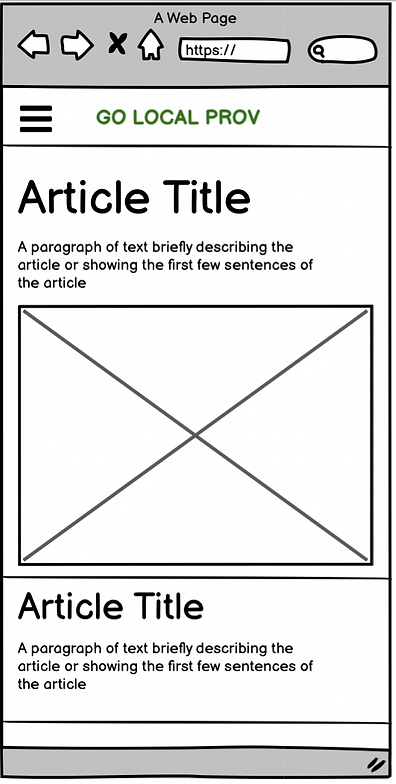 A Web Page
https://
GO LOCAL PROV
Article Title
A paragraph of text briefly describing the
article or showing the first few sentences of
the article
Article Title
A paragraph of text briefly describing the
article or showing the first few sentences of
the article